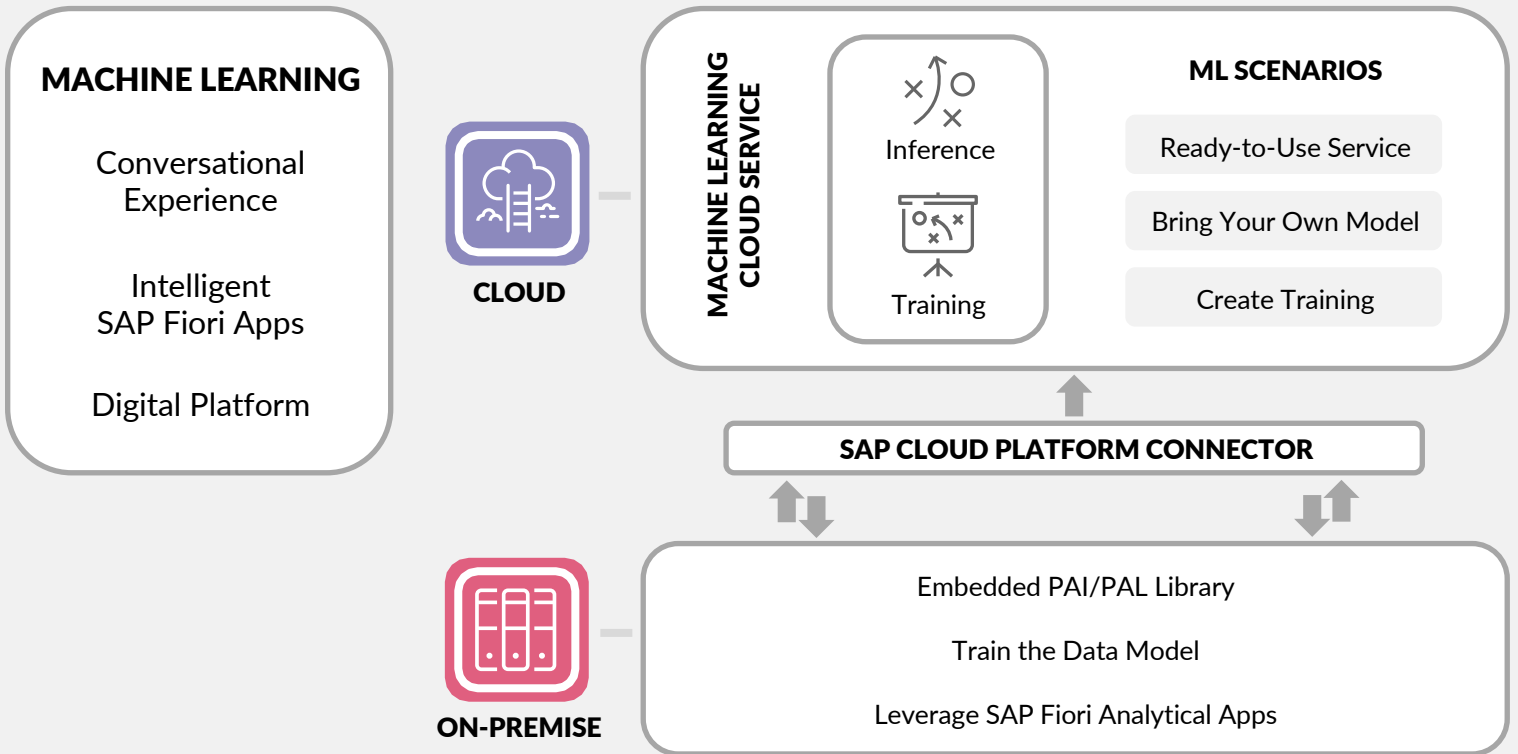 MACHINE LEARNING
Conversational
Experience
Intelligent
SAP Fiori Apps
Digital Platform
CLOUD
MACHINE LEARNING
CLOUD SERVICE
Inference
Training
ML SCENARIOS
Ready-to-Use Service
Bring Your Own Model
Create Training
SAP CLOUD PLATFORM CONNECTOR
ON-PREMISE
Embedded PAI/PAL Library
Train the Data Model
Leverage SAP Fiori Analytical Apps